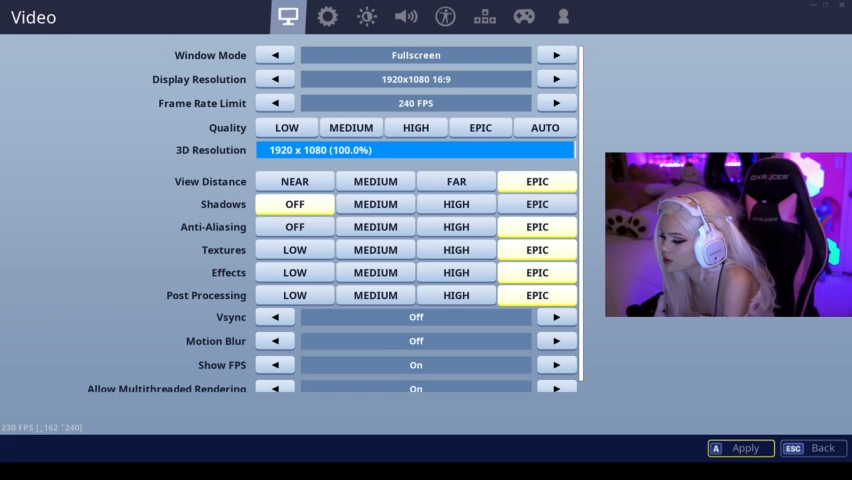 Video
Window Mode ◄ Fullscreen ►
Display Resolution ◄ 1920x1080 16:9 ►
Frame Rate Limit ◄ 240 FPS ►
Quality LOW MEDIUM HIGH EPIC AUTO
3D Resolution 1920 x 1080 (100.0%)
View Distance NEAR MEDIUM FAR EPIC
Shadows OFF MEDIUM HIGH EPIC
Anti-Aliasing OFF MEDIUM HIGH EPIC
Textures LOW MEDIUM HIGH EPIC
Effects LOW MEDIUM HIGH EPIC
Post Processing LOW MEDIUM HIGH EPIC
Vsync ◄ Off ►
Motion Blur ◄ Off ►
Show FPS ◄ On ►
Allow Multithreaded Rendering ◄ On ►
DXRACER
230 FPS [↓162 ↑240]
A Apply ESC Back